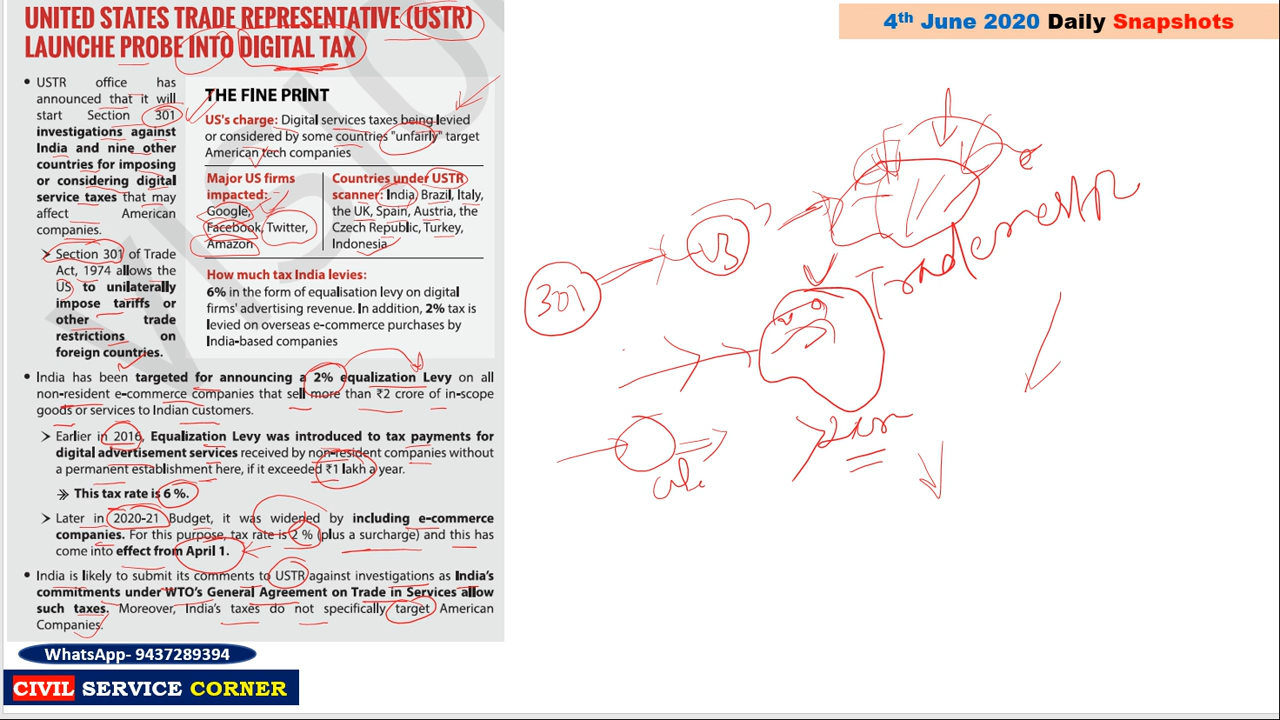 UNITED STATES TRADE REPRESENTATIVE (USTR)
LAUNCHE PROBE INTO DIGITAL TAX
4th June 2020 Daily Snapshots
• USTR office has
announced that it will
start Section 301
investigations against
India and nine other
countries for imposing
or considering digital
service taxes that may
affect American
companies.
➤ Section 301 of Trade
Act, 1974 allows the
US to unilaterally
impose tariffs or
other trade
restrictions on
foreign countries.
THE FINE PRINT
US's charge: Digital services taxes being levied
or considered by some countries "unfairly" target
American tech companies
Major US firms
impacted:
Google,
Facebook, Twitter,
Amazon
Countries under USTR
scanner: India, Brazil, Italy,
the UK, Spain, Austria, the
Czech Republic, Turkey,
Indonesia
How much tax India levies:
6% in the form of equalisation levy on digital
firms' advertising revenue. In addition, 2% tax is
levied on overseas e-commerce purchases by
India-based companies
• India has been targeted for announcing a 2% equalization Levy on all
non-resident e-commerce companies that sell more than ₹2 crore of in-scope
goods or services to Indian customers.
➤ Earlier in 2016, Equalization Levy was introduced to tax payments for
digital advertisement services received by non-resident companies without
a permanent establishment here, if it exceeded ₹1 lakh a year.
» This tax rate is 6 %.
➤ Later in 2020-21 Budget, it was widened by including e-commerce
companies. For this purpose, tax rate is 2 % (plus a surcharge) and this has
come into effect from April 1.
• India is likely to submit its comments to USTR against investigations as India's
commitments under WTO's General Agreement on Trade in Services allow
such taxes. Moreover, India's taxes do not specifically target American
Companies.
301
WhatsApp- 9437289394
CIVIL SERVICE CORNER